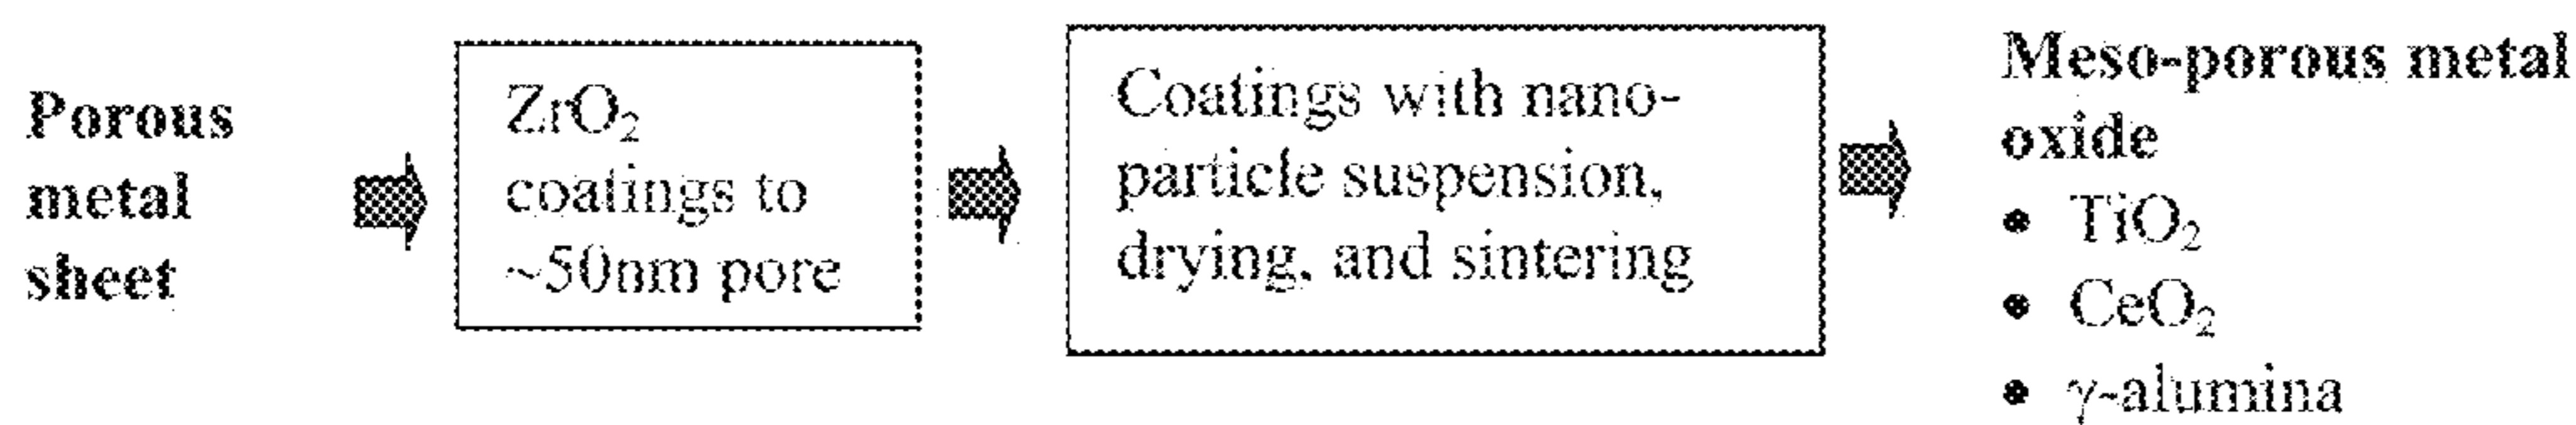 Porous
metal
sheet
ZrO₂
coatings to
~50nm pore
Coatings with nano-
particle suspension,
drying, and sintering
Meso-porous metal
oxide
• TiO₂
• CeO₂
• γ-alumina